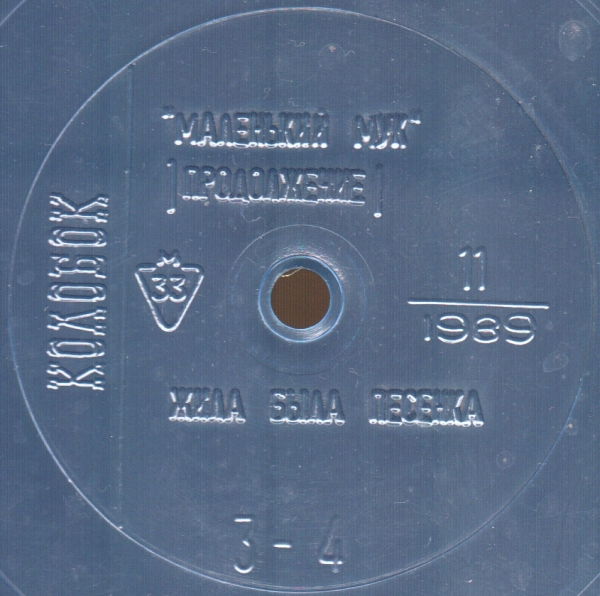 "МАЛЕНЬКИЙ МУК"
(ПРОДОЛЖЕНИЕ)
КОЛОБОК
М
33
11
1989
ЖИЛА БЫЛА ПЕСЕНКА
3-4